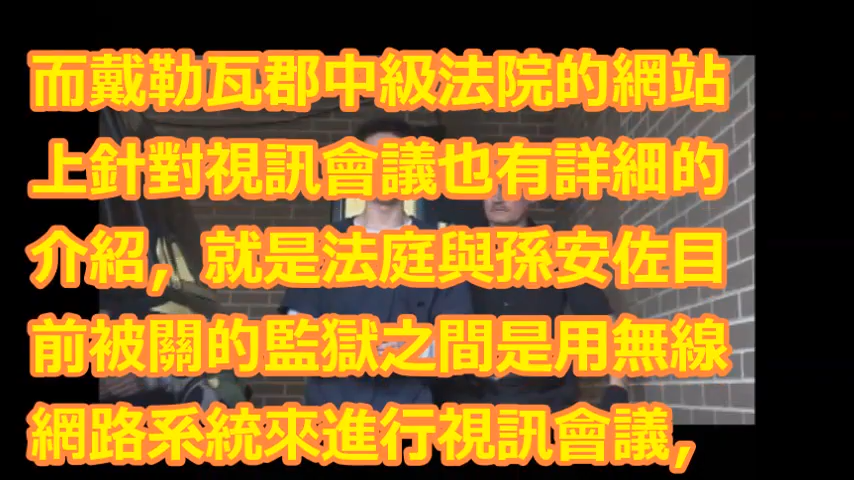 而戴勒瓦郡中級法院的網站
上針對視訊會議也有詳細的
介紹，就是法庭與孫安佐目
前被關的監獄之間是用無線
網路系統來進行視訊會議，